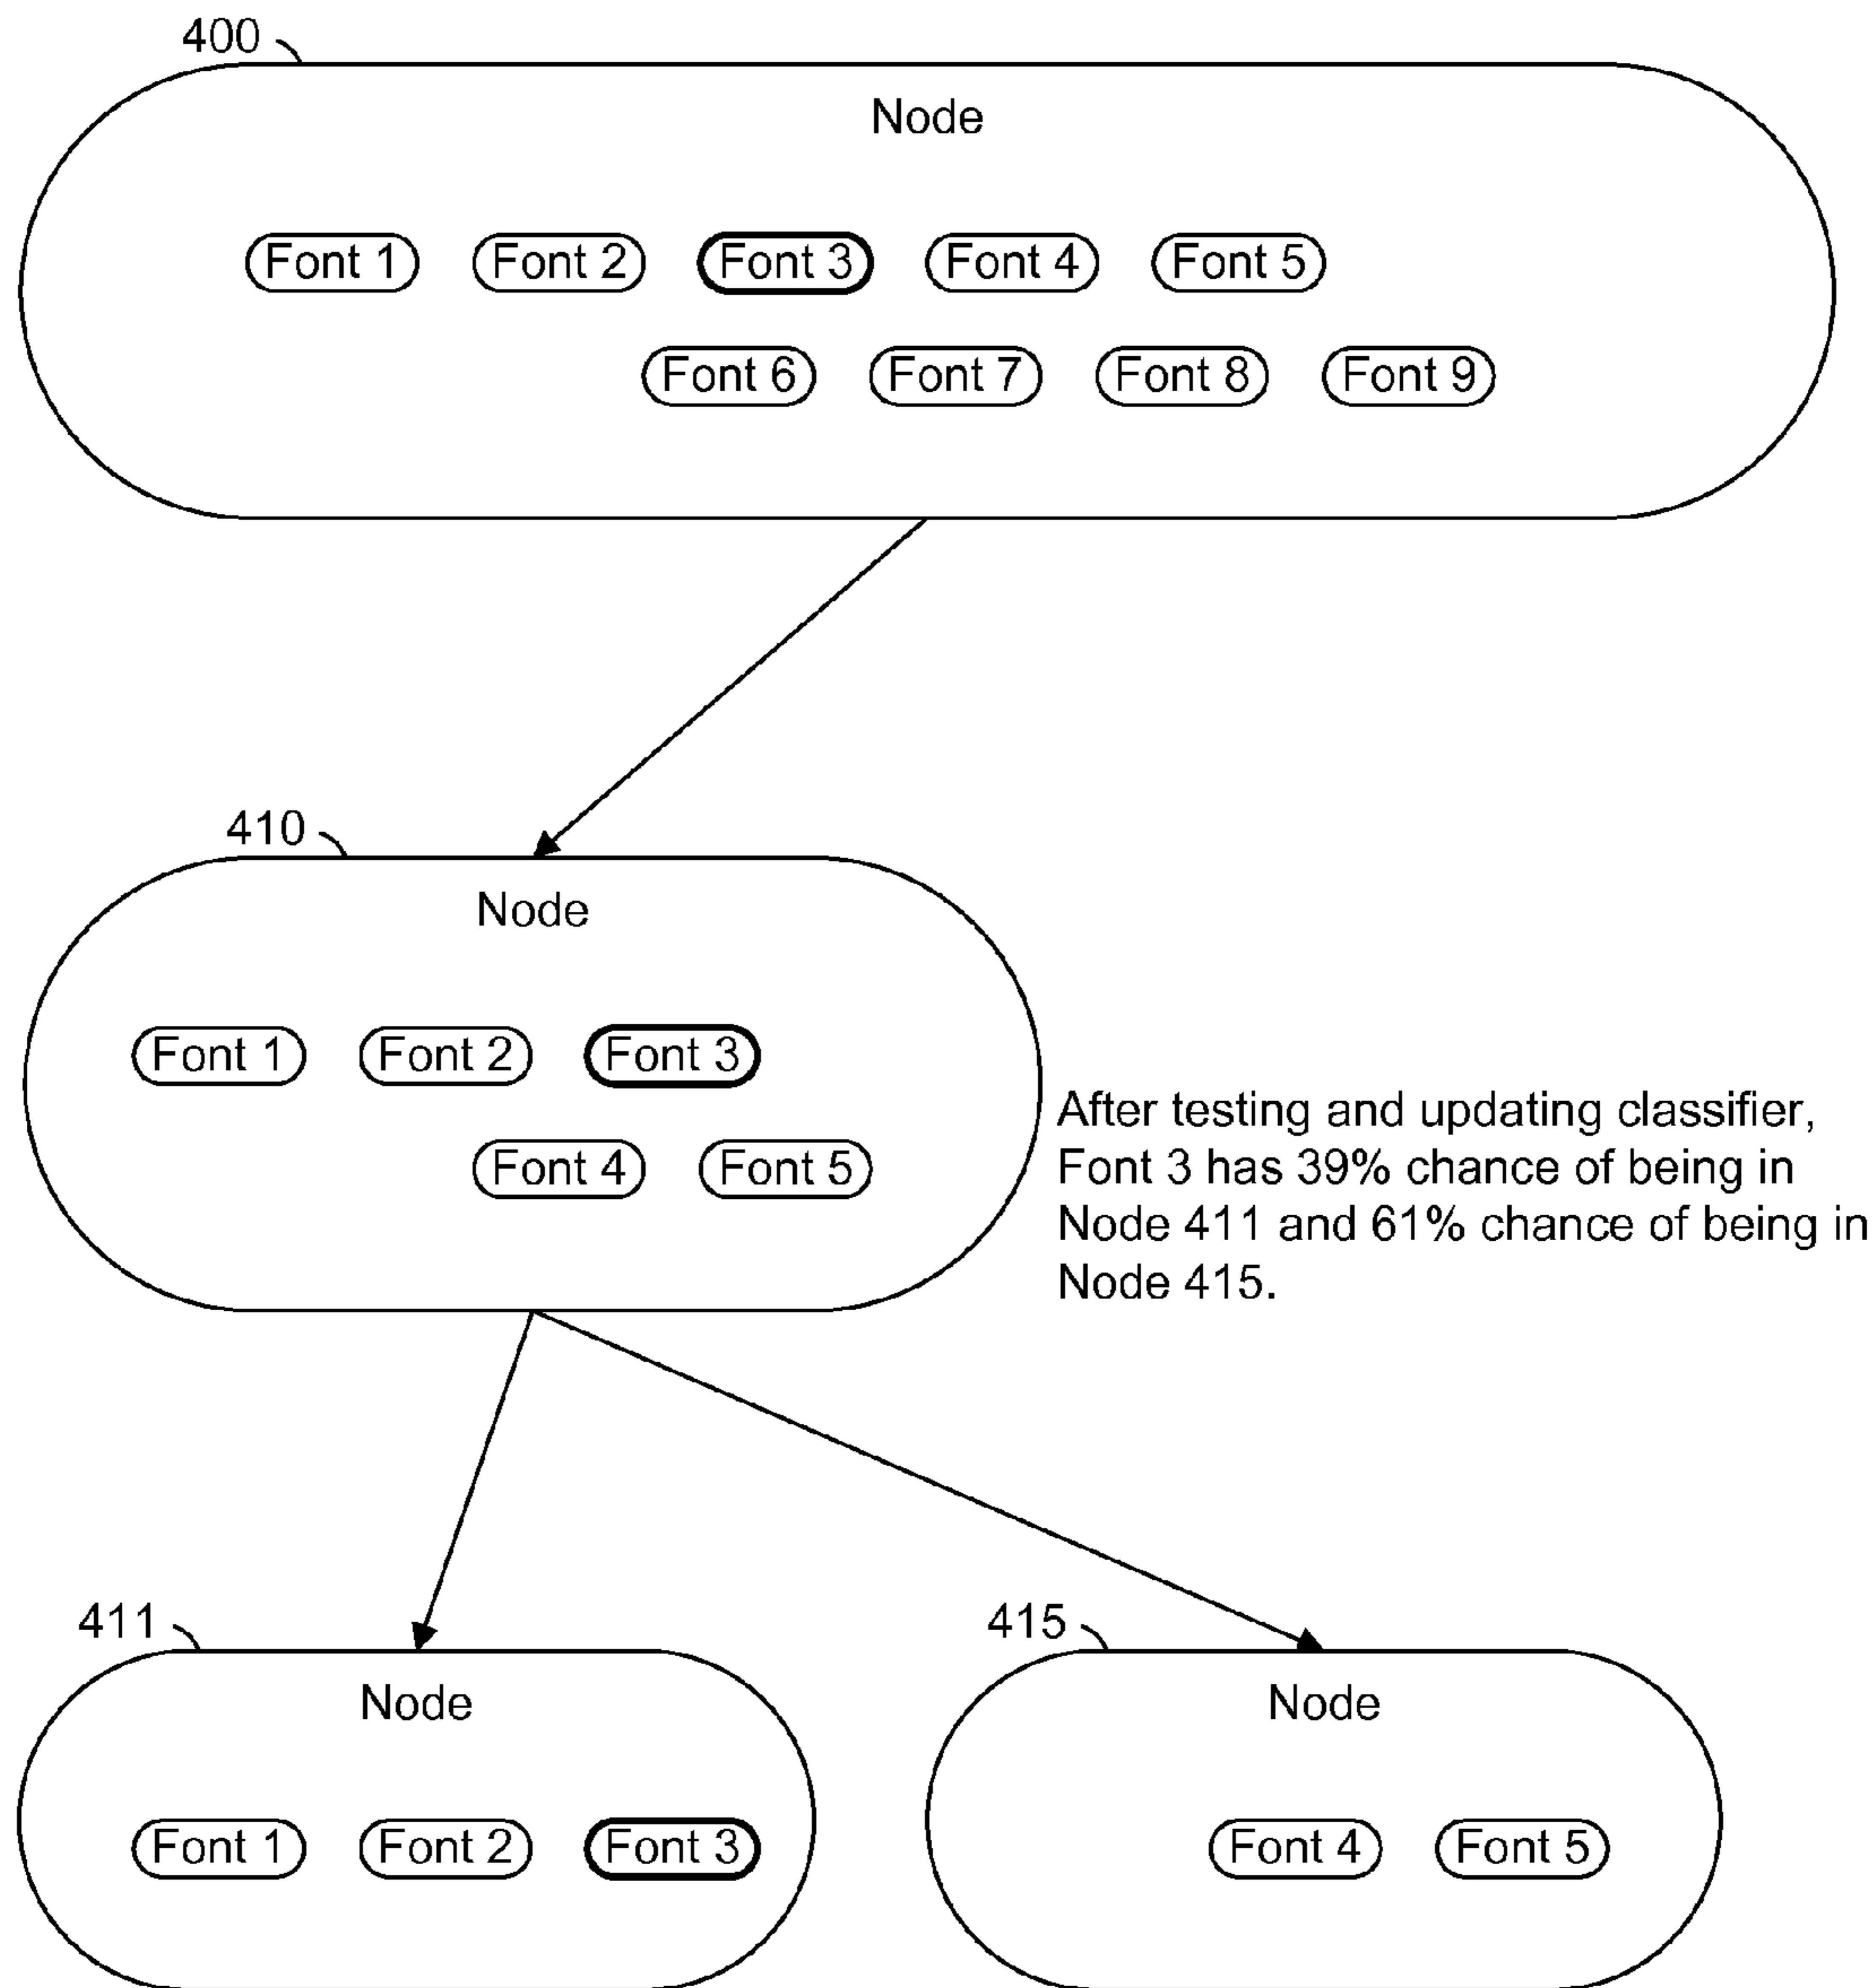 400
Node
Font 1 Font 2 Font 3 Font 4 Font 5
Font 6 Font 7 Font 8 Font 9
410
Node
Font 1 Font 2 Font 3
Font 4 Font 5
After testing and updating classifier,
Font 3 has 39% chance of being in
Node 411 and 61% chance of being in
Node 415.
411
Node
Font 1 Font 2 Font 3
415
Node
Font 4 Font 5